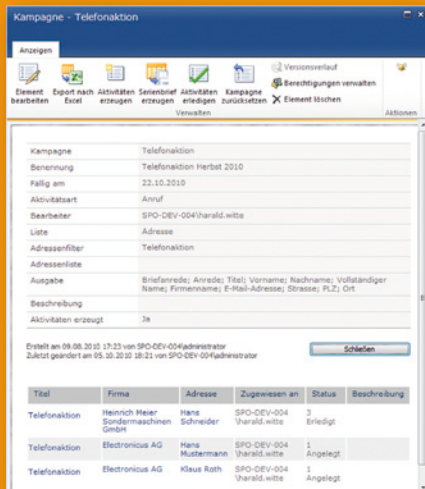 Kampagne - Telefonaktion
Anzeigen
Element bearbeiten
Export nach Excel
Aktivitäten erzeugen
Serienbrief erzeugen
Aktivitäten erledigen
Kampagne zurücksetzen
Versionsverlauf
Berechtigungen verwalten
Element löschen
Verwalten
Aktionen
Kampagne Telefonaktion
Benennung Telefonaktion Herbst 2010
Fällig am 22.10.2010
Aktivitätsart Anruf
Bearbeiter SPO-DEV-004\harald.witte
Liste Adresse
Adressenfilter Telefonaktion
Adressenliste
Ausgabe Briefanrede; Anrede; Titel; Vorname; Nachname; Vollständiger
Name; Firmenname; E-Mail-Adresse; Strasse; PLZ; Ort
Beschreibung
Aktivitäten erzeugt Ja
Erstellt am 09.08.2010 17:23 von SPO-DEV-004\administrator
Zuletzt geändert am 05.10.2010 18:21 von SPO-DEV-004\administrator
Schließen
Titel Firma Adresse Zugewiesen an Status Beschreibung
Telefonaktion Heinrich Meier Sondermaschinen GmbH Hans Schneider SPO-DEV-004\harald.witte 3 Erledigt
Telefonaktion Electronicus AG Hans Mustermann SPO-DEV-004\harald.witte 1 Angelegt
Telefonaktion Electronicus AG Klaus Roth SPO-DEV-004\harald.witte 1 Angelegt